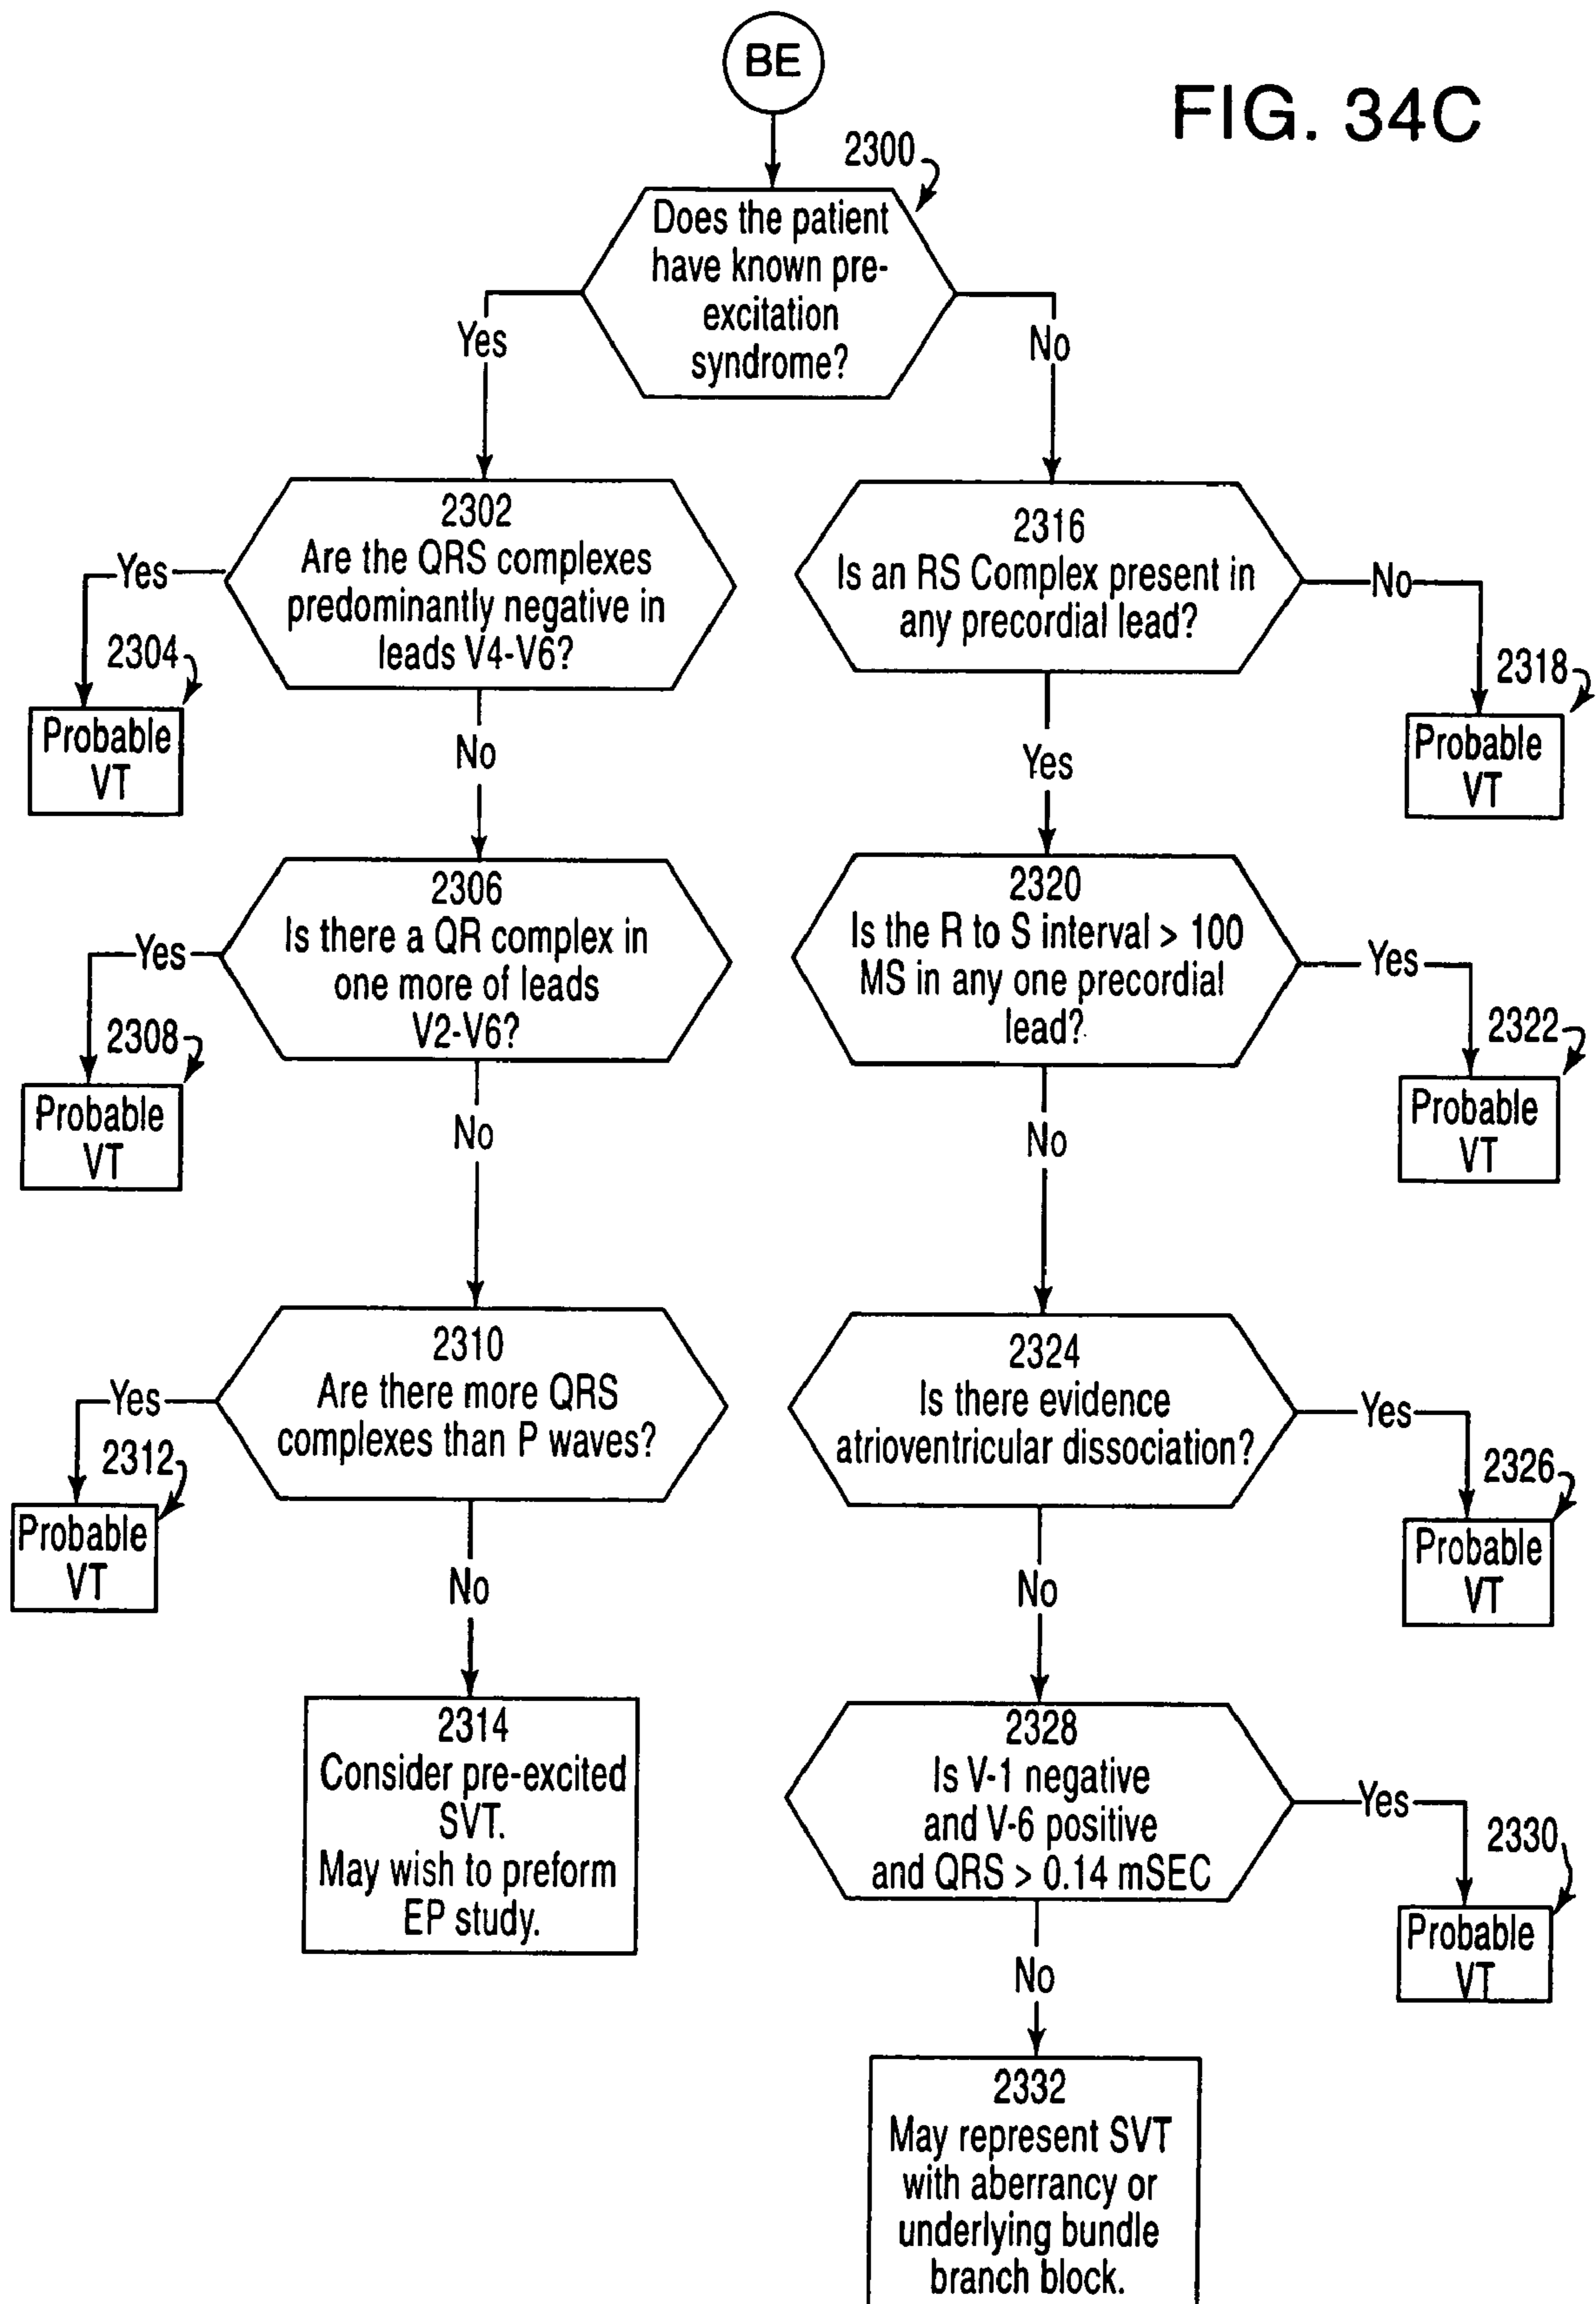 BE
FIG. 34C
2300
Does the patient
have known pre-
excitation
syndrome?
Yes
No
2302
Are the QRS complexes
predominantly negative in
leads V4-V6?
Yes
2304
Probable
VT
No
2316
Is an RS Complex present in
any precordial lead?
No
2318
Probable
VT
Yes
2306
Is there a QR complex in
one more of leads
V2-V6?
Yes
2308
Probable
VT
No
2320
Is the R to S interval > 100
MS in any one precordial
lead?
Yes
2322
Probable
VT
No
2310
Are there more QRS
complexes than P waves?
Yes
2312
Probable
VT
No
2324
Is there evidence
atrioventricular dissociation?
Yes
2326
Probable
VT
No
2314
Consider pre-excited
SVT.
May wish to preform
EP study.
2328
Is V-1 negative
and V-6 positive
and QRS > 0.14 mSEC
Yes
2330
Probable
VT
No
2332
May represent SVT
with aberrancy or
underlying bundle
branch block.